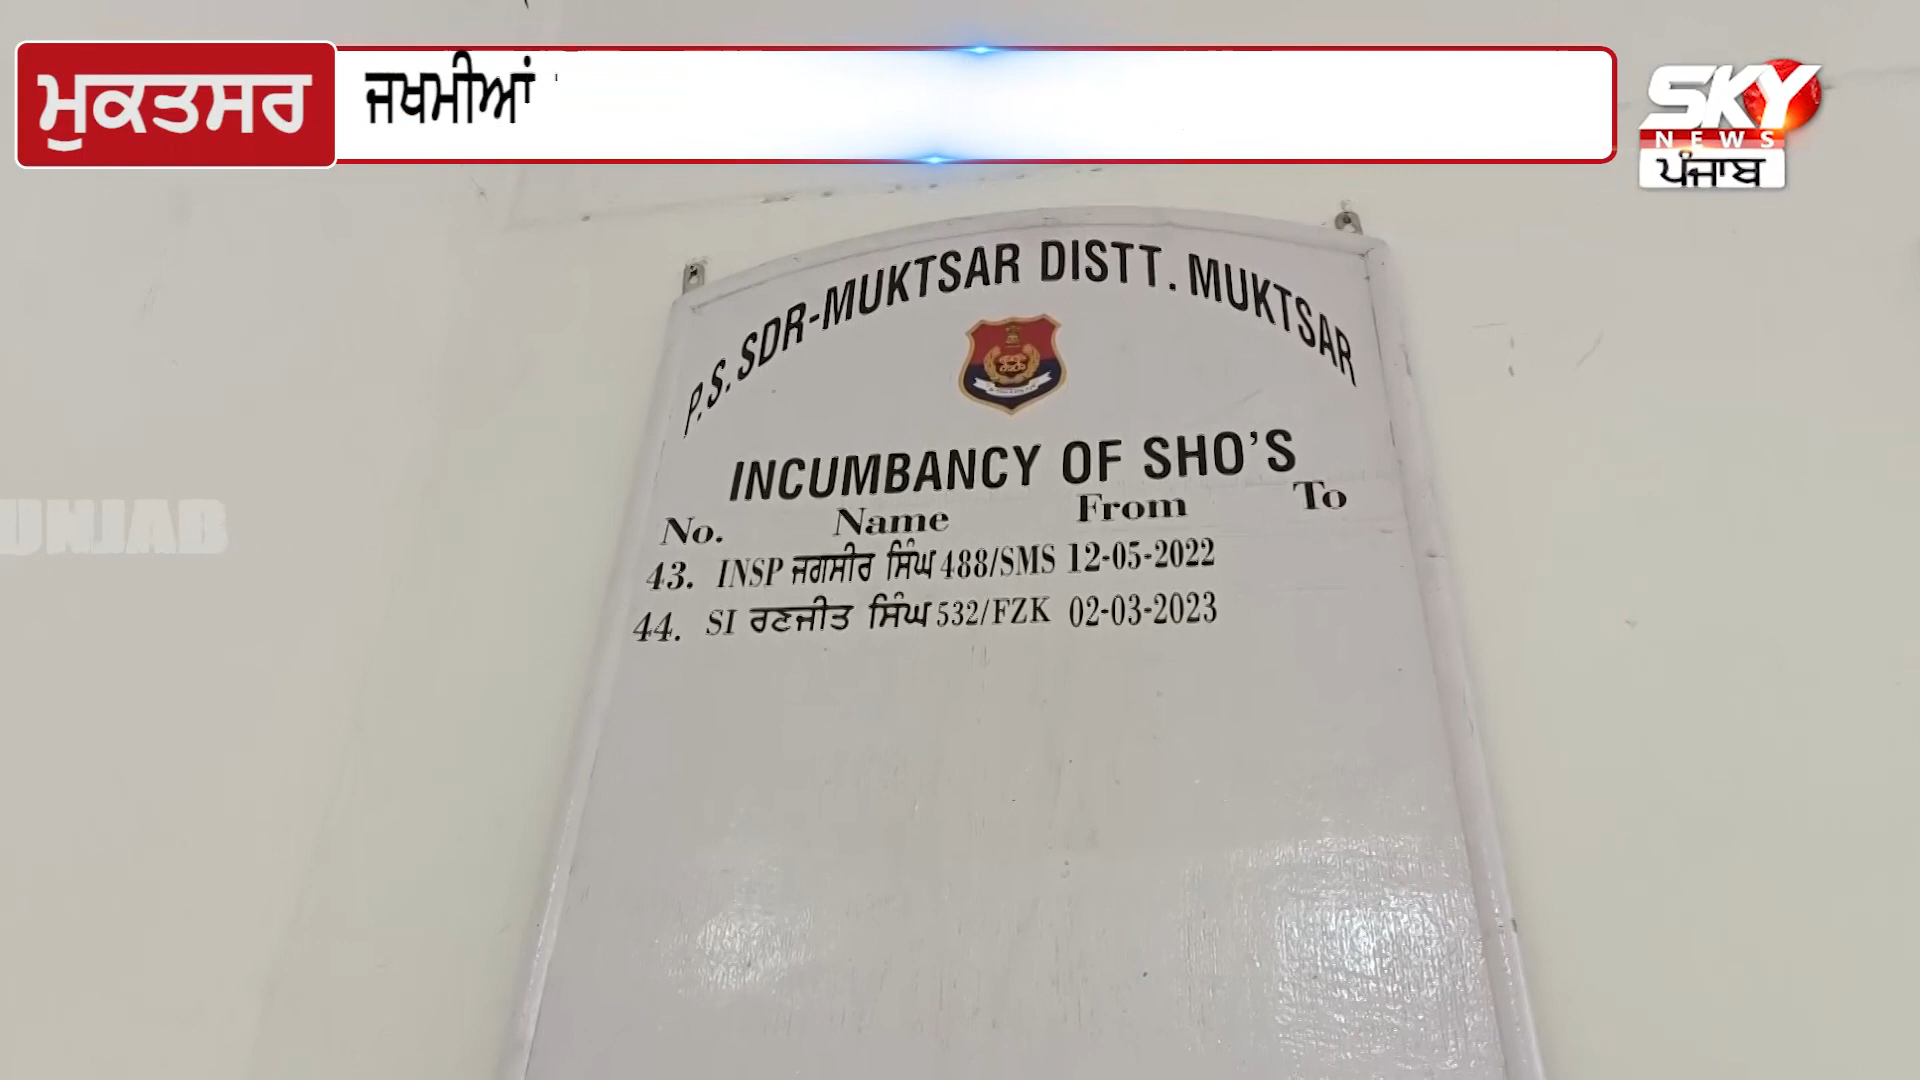 ਮੁਕਤਸਰ
ਜਖਮੀਆਂ
SKY
NEWS
ਪੰਜਾਬ
P.S. SDR-MUKTSAR DISTT. MUKTSAR
INCUMBANCY OF SHO'S
No. Name From To
43. INSP ਜਗਸੀਰ ਸਿੰਘ 488/SMS 12-05-2022
44. SI ਰਣਜੀਤ ਸਿੰਘ 532/FZK 02-03-2023
UNJAB